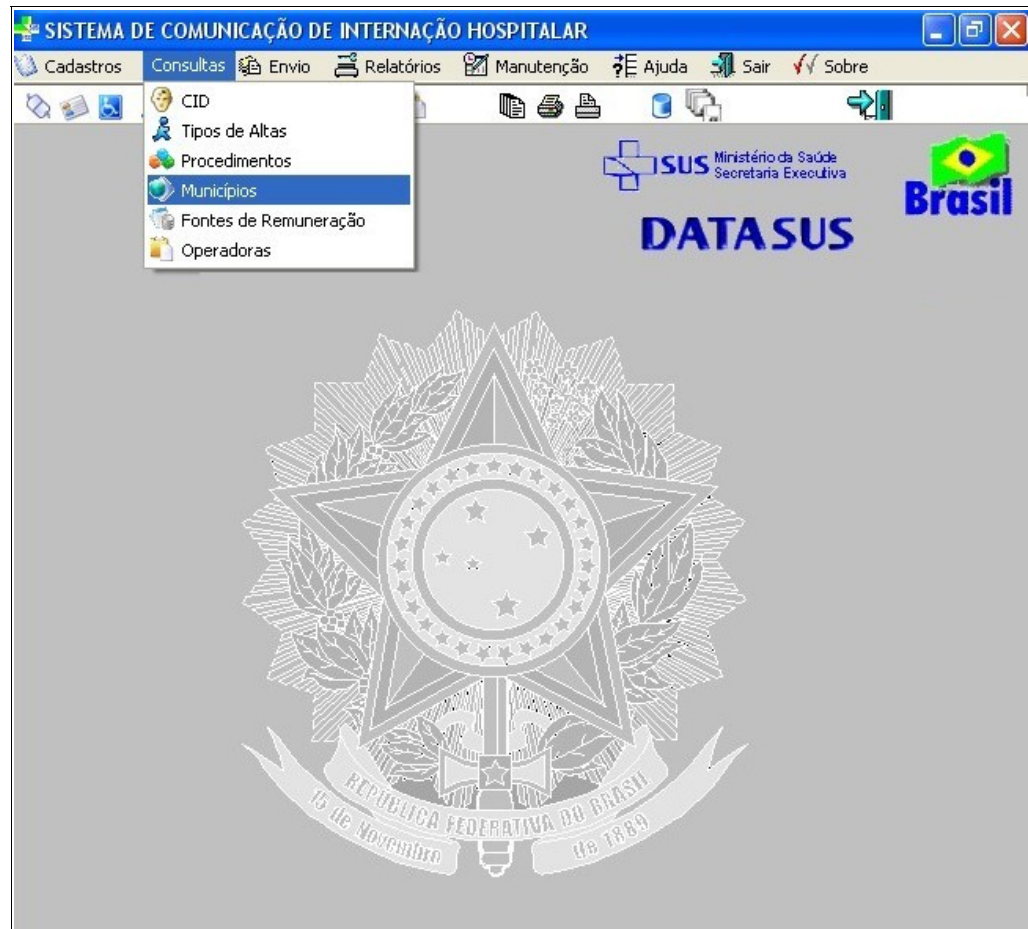 SISTEMA DE COMUNICAÇÃO DE INTERNAÇÃO HOSPITALAR
Cadastros Consultas Envio Relatórios Manutenção Ajuda Sair Sobre
CID
Tipos de Altas
Procedimentos
Municípios
Fontes de Remuneração
Operadoras
SUS Ministério da Saúde
Secretaria Executiva
DATASUS
Brasil
REPÚBLICA FEDERATIVA DO BRASIL
15 de Novembro de 1889